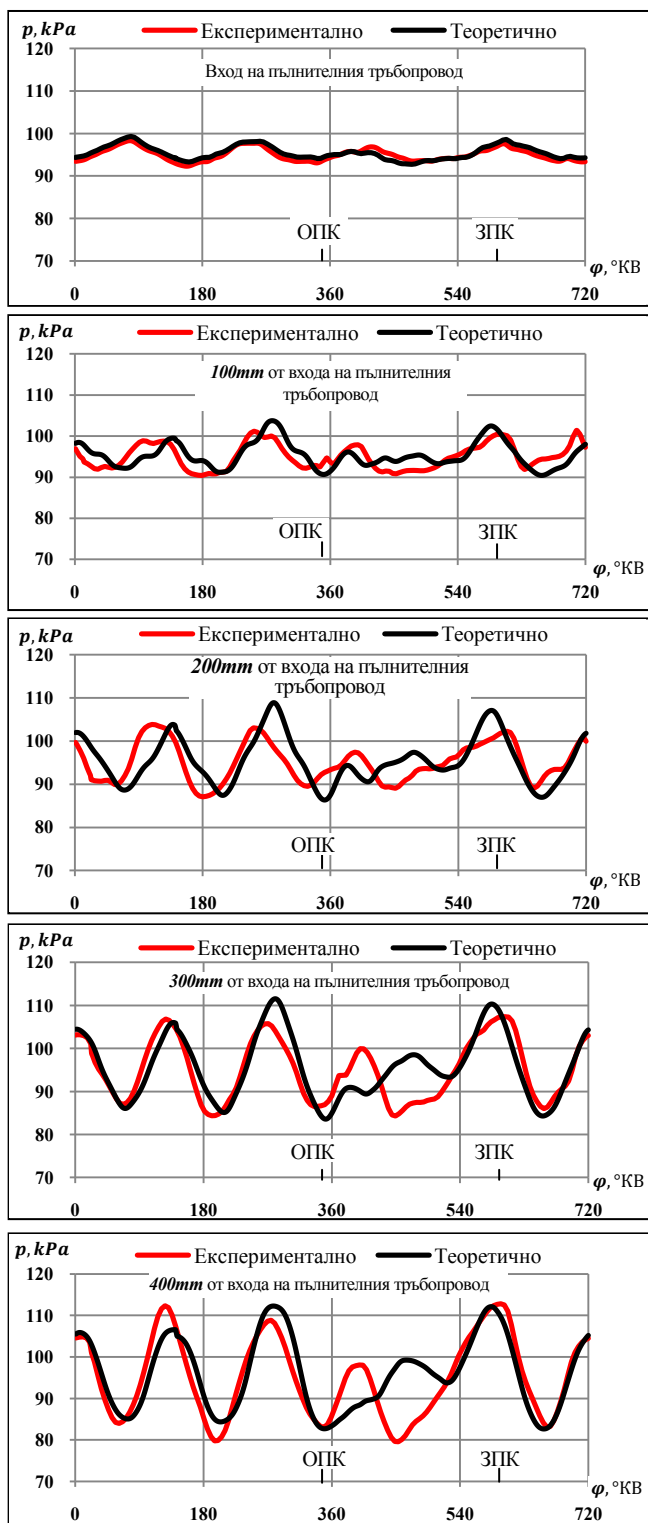 p, kPa
Експериментално Теоретично
Вход на пълнителния тръбопровод
120
110
100
90
80
70
ОПК ЗПК
φ, °КВ
0 180 360 540 720
p, kPa
Експериментално Теоретично
100mm от входа на пълнителния
тръбопровод
120
110
100
90
80
70
ОПК ЗПК
φ, °КВ
0 180 360 540 720
p, kPa
Експериментално Теоретично
200mm от входа на пълнителния
тръбопровод
120
110
100
90
80
70
ОПК ЗПК
φ, °КВ
0 180 360 540 720
p, kPa
Експериментално Теоретично
300mm от входа на пълнителния тръбопровод
120
110
100
90
80
70
ОПК ЗПК
φ, °КВ
0 180 360 540 720
p, kPa
Експериментално Теоретично
400mm от входа на пълнителния тръбопровод
120
110
100
90
80
70
ОПК ЗПК
φ, °КВ
0 180 360 540 720